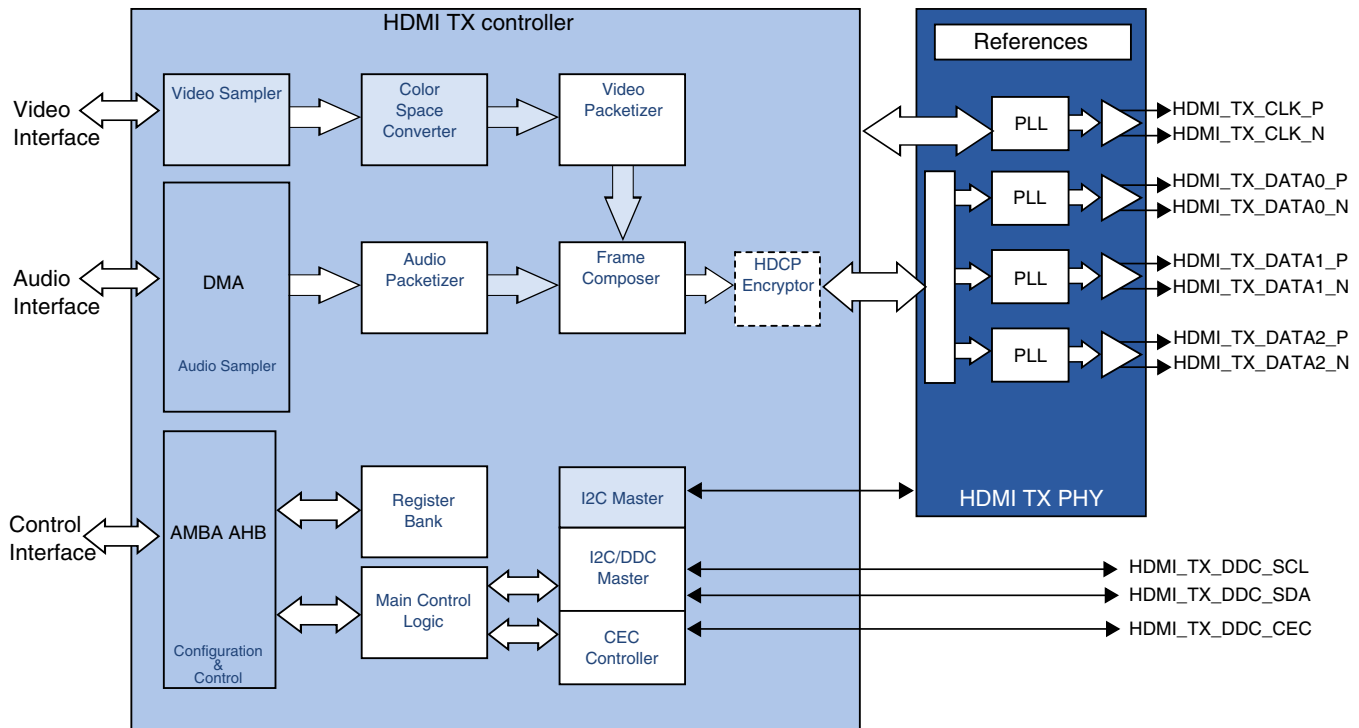 HDMI TX controller
References
Video
Interface
Video Sampler
Color
Space
Converter
Video
Packetizer
PLL
HDMI_TX_CLK_P
HDMI_TX_CLK_N
PLL
HDMI_TX_DATA0_P
HDMI_TX_DATA0_N
Audio
Interface
DMA
Audio Sampler
Audio
Packetizer
Frame
Composer
HDCP
Encryptor
PLL
HDMI_TX_DATA1_P
HDMI_TX_DATA1_N
PLL
HDMI_TX_DATA2_P
HDMI_TX_DATA2_N
HDMI TX PHY
Control
Interface
AMBA AHB
Configuration
&
Control
Register
Bank
Main Control
Logic
I2C Master
I2C/DDC
Master
CEC
Controller
HDMI_TX_DDC_SCL
HDMI_TX_DDC_SDA
HDMI_TX_DDC_CEC